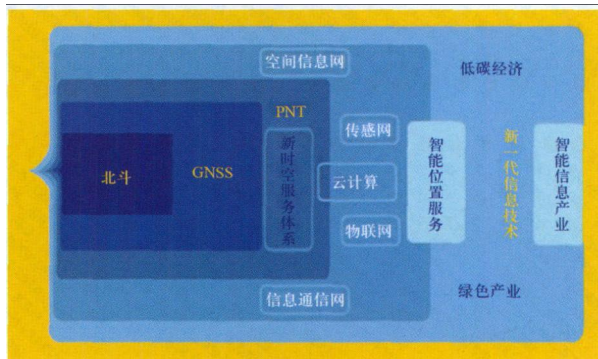 空间信息网
低碳经济
PNT
传感网
北斗
GNSS
新时空服务体系
云计算
智能位置服务
新一代信息技术
智能信息产业
物联网
信息通信网
绿色产业